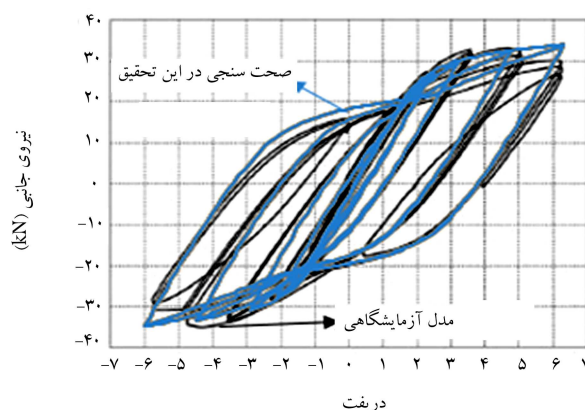 ۴۰
۳۰
۲۰
۱۰
۰
-۱۰
-۲۰
-۳۰
-۴۰
نیروی جانبی
(kN)
صحت سنجی در این تحقیق
مدل آزمایشگاهی
-۷ -۶ -۵ -۴ -۳ -۲ -۱ ۰ ۱ ۲ ۳ ۴ ۵ ۶ ۷
دریفت